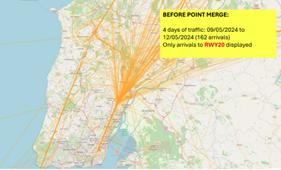 BEFORE POINT MERGE:
4 days of traffic: 09/05/2024 to
12/05/2024 (162 arrivals)
Only arrivals to RWY20 displayed